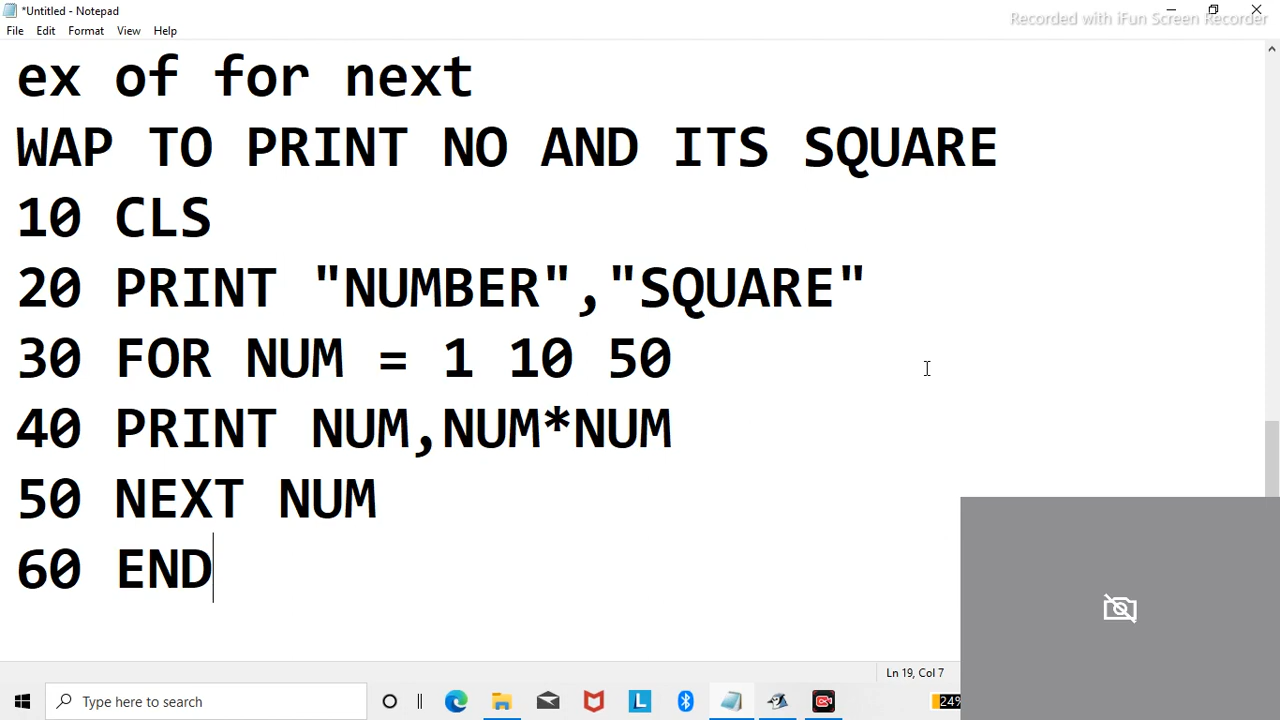 *Untitled - Notepad
File Edit Format View Help
Recorded with iFun Screen Recorder
ex of for next
WAP TO PRINT NO AND ITS SQUARE
10 CLS
20 PRINT "NUMBER","SQUARE"
30 FOR NUM = 1 10 50
40 PRINT NUM,NUM*NUM
50 NEXT NUM
60 END
Ln 19, Col 7
Type here to search
L
24%